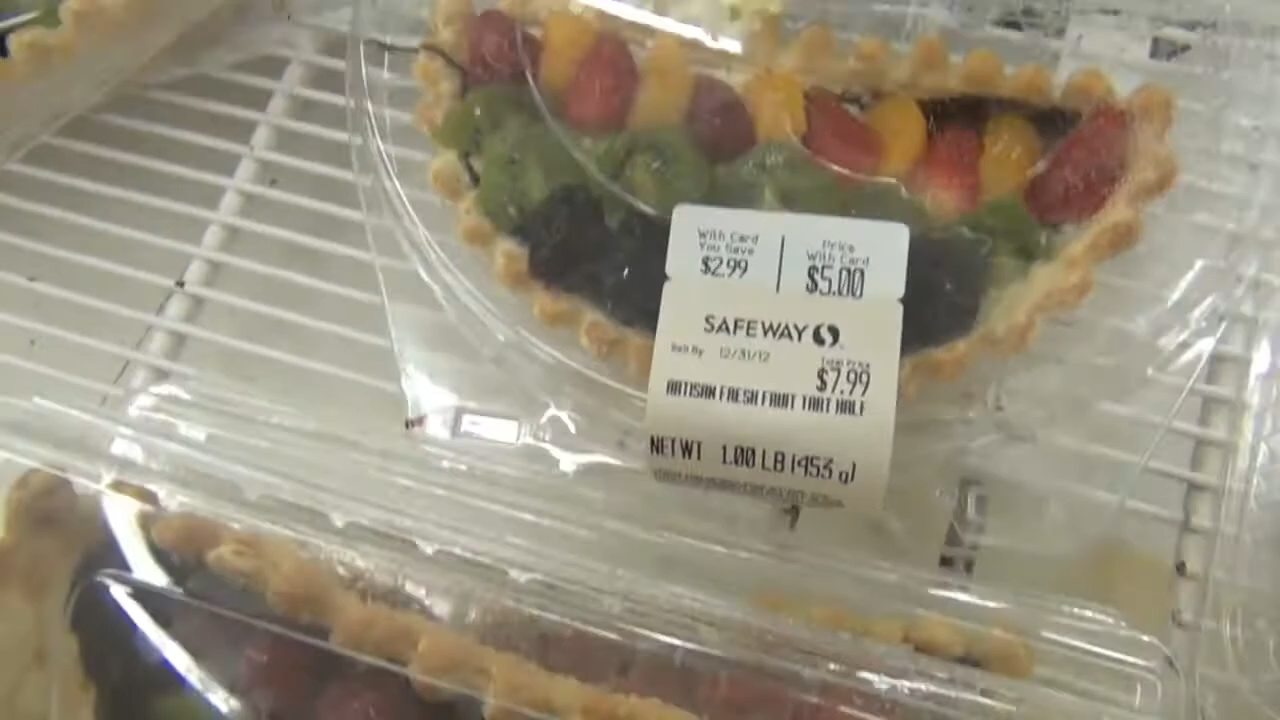 With Card
You Save
$2.99
Price
With Card
$5.00
SAFEWAY
Sell By 12/31/12
Total Price
$7.99
ARTISAN FRESH FRUIT TART HALF
NET WT 1.00 LB (453 g)